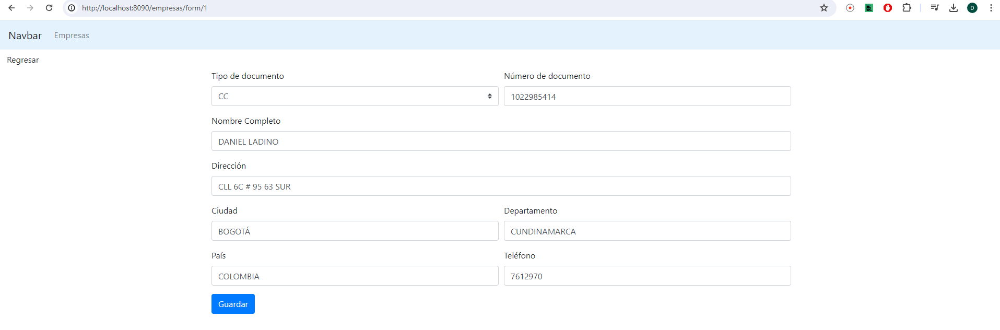 http://localhost:8090/empresas/form/1
D
Navbar Empresas
Regresar
Tipo de documento Número de documento
CC 1022985414
Nombre Completo
DANIEL LADINO
Dirección
CLL 6C # 95 63 SUR
Ciudad Departamento
BOGOTÁ CUNDINAMARCA
País Teléfono
COLOMBIA 7612970
Guardar